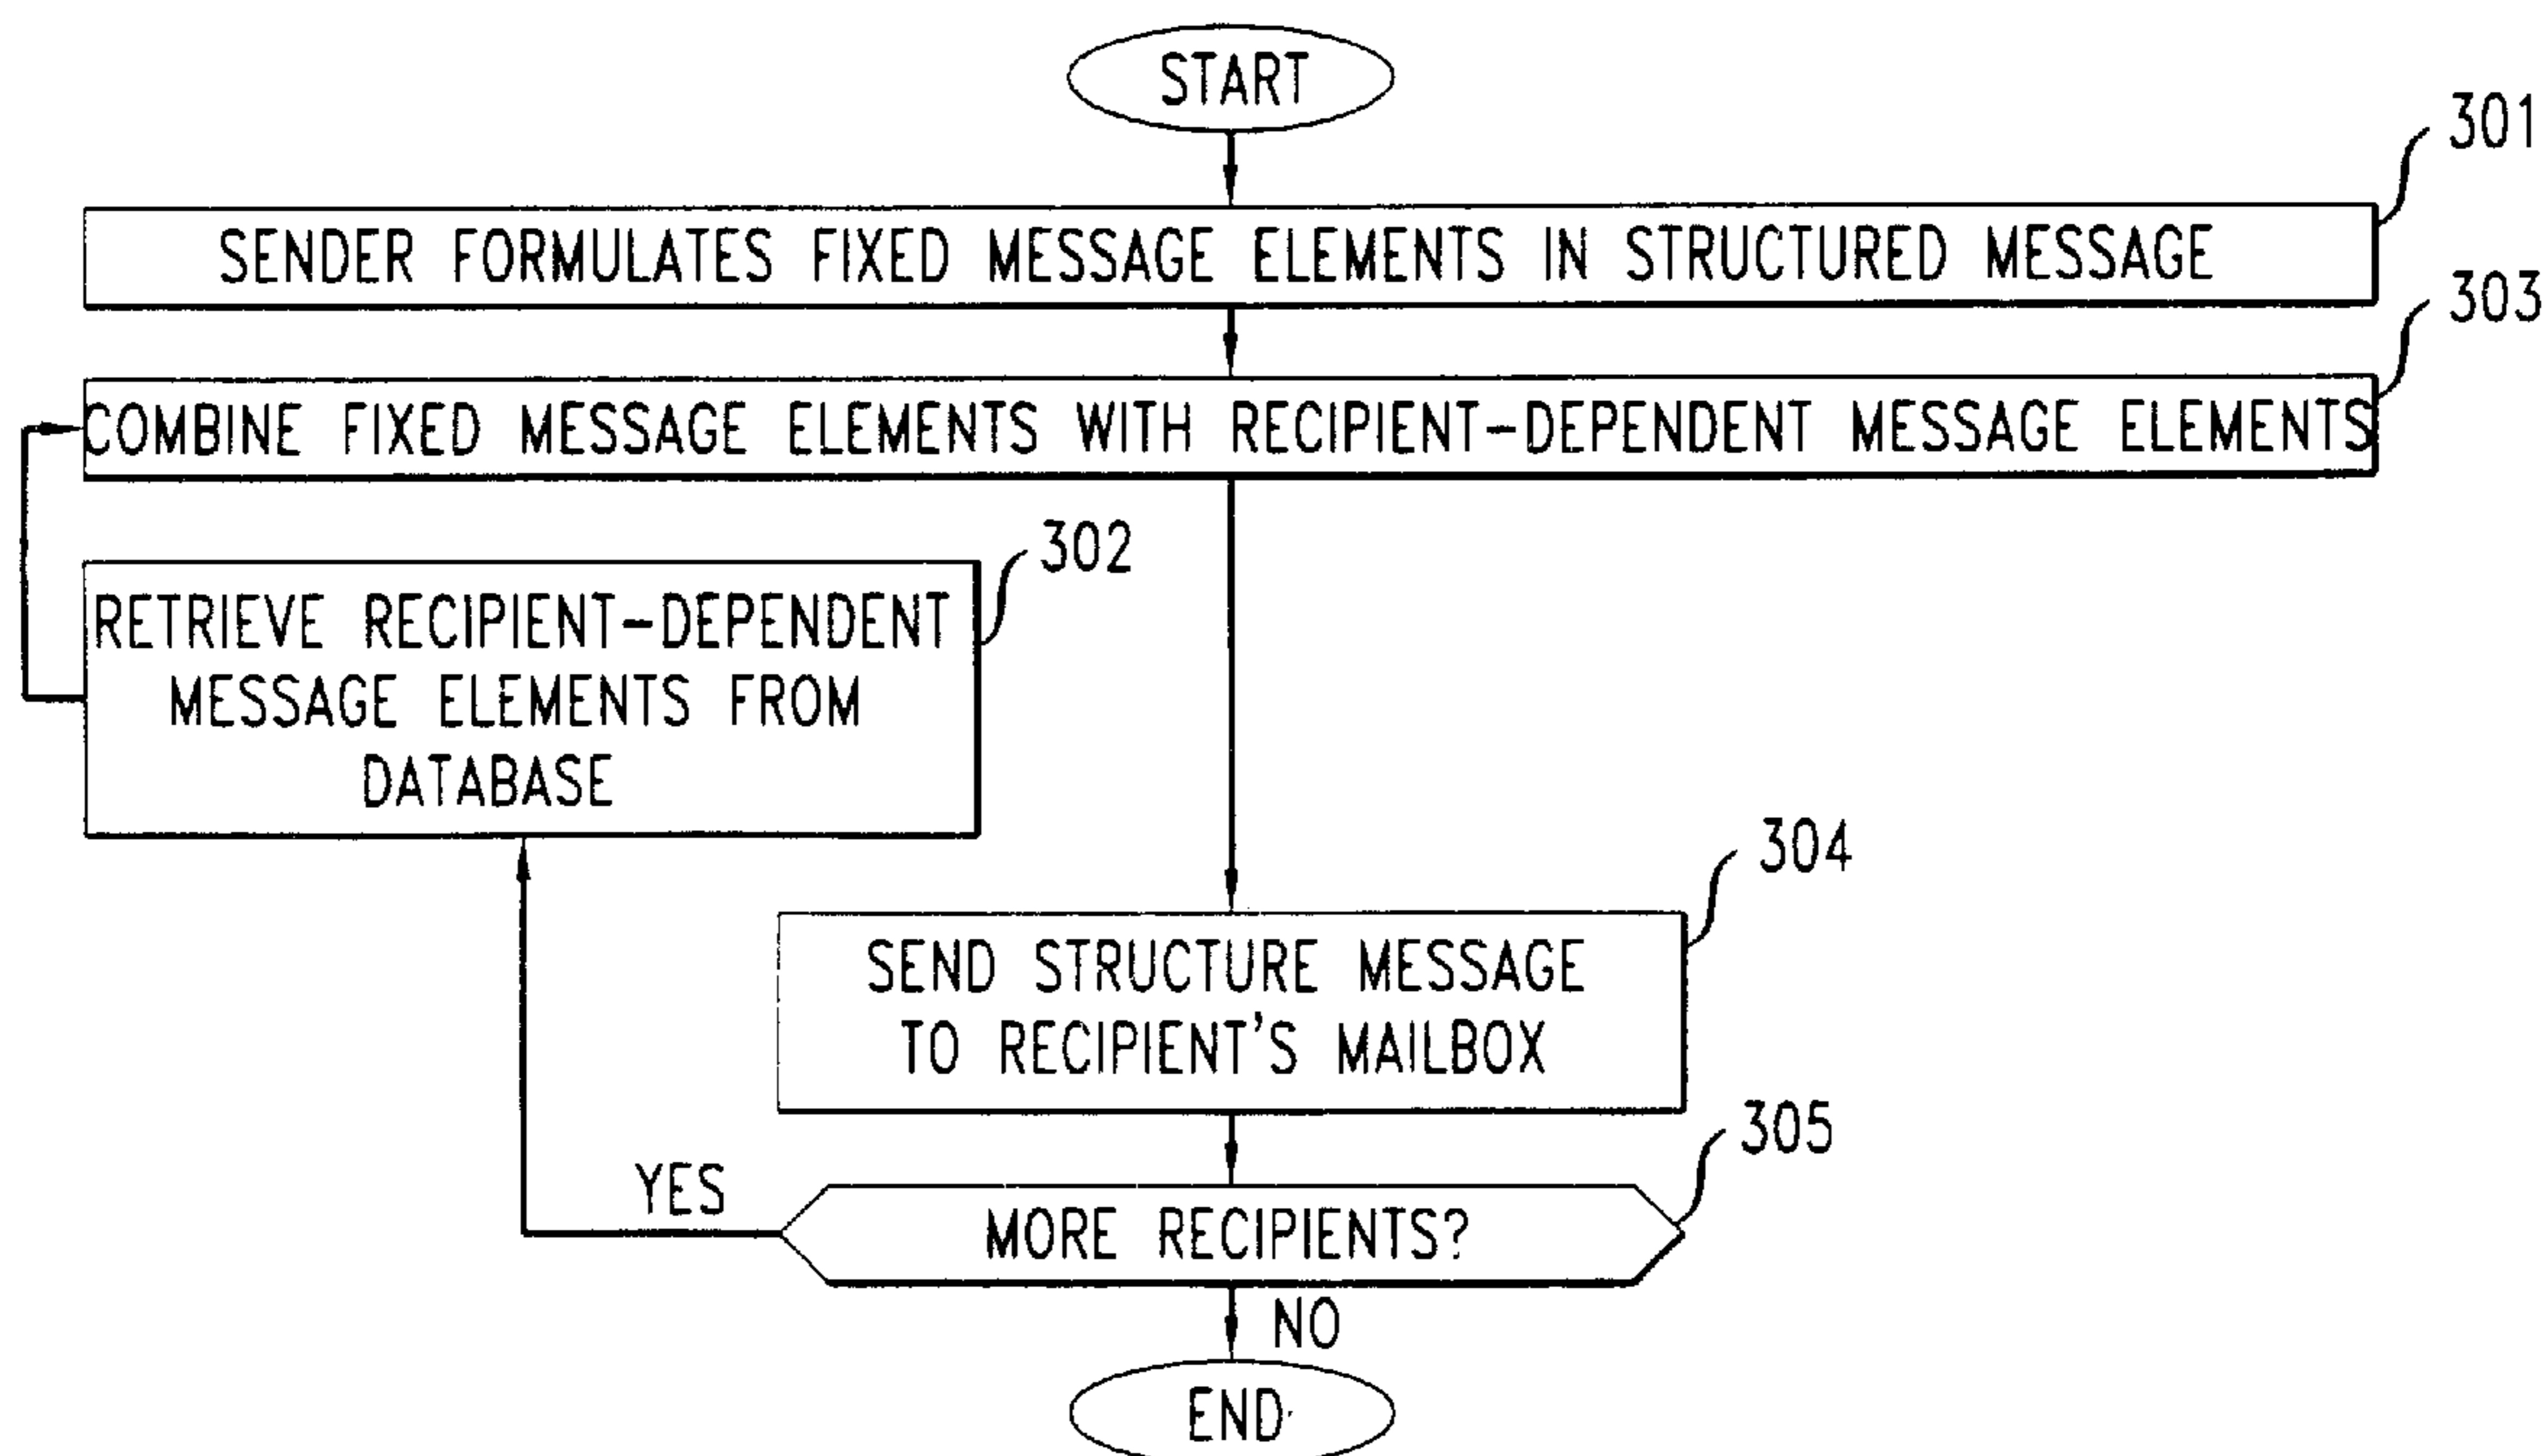 START
301
SENDER FORMULATES FIXED MESSAGE ELEMENTS IN STRUCTURED MESSAGE
303
COMBINE FIXED MESSAGE ELEMENTS WITH RECIPIENT-DEPENDENT MESSAGE ELEMENTS
302
RETRIEVE RECIPIENT-DEPENDENT
MESSAGE ELEMENTS FROM
DATABASE
304
SEND STRUCTURE MESSAGE
TO RECIPIENT'S MAILBOX
305
YES
MORE RECIPIENTS?
NO
END